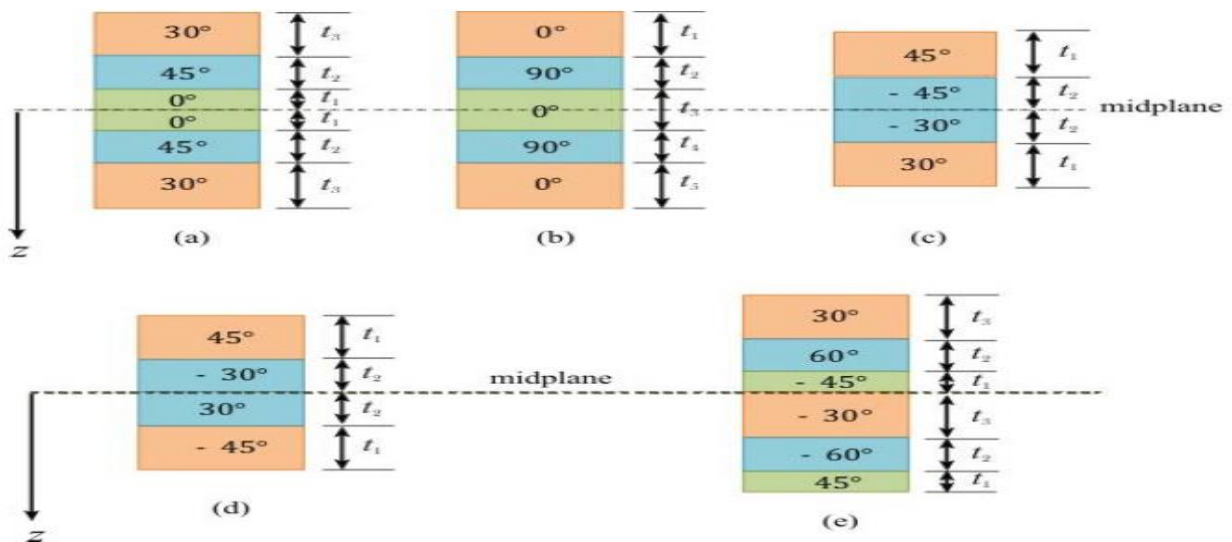 30° t₃
45° t₂
0° t₁
0° t₁
45° t₂
30° t₃
z
(a)
0° t₁
90° t₂
0° t₃
90° t₄
0° t₅
(b)
45° t₁
- 45° t₂
midplane
- 30° t₂
30° t₁
(c)
45° t₁
- 30° t₂
midplane
30° t₂
- 45° t₁
z
(d)
30° t₃
60° t₂
- 45° t₁
- 30° t₃
- 60° t₂
45° t₁
(e)